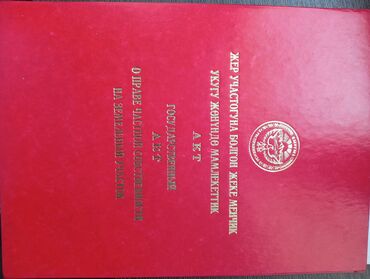 ЖЕР УЧАСТОГУНА БОЛГОН ЖЕКЕ МЕНЧИК
УКУГУ ЖӨНҮНДӨ МАМЛЕКЕТТИК
АКТ
ГОСУДАРСТВЕННЫЙ
АКТ
О ПРАВЕ ЧАСТНОЙ СОБСТВЕННОСТИ
НА ЗЕМЕЛЬНЫЙ УЧАСТОК